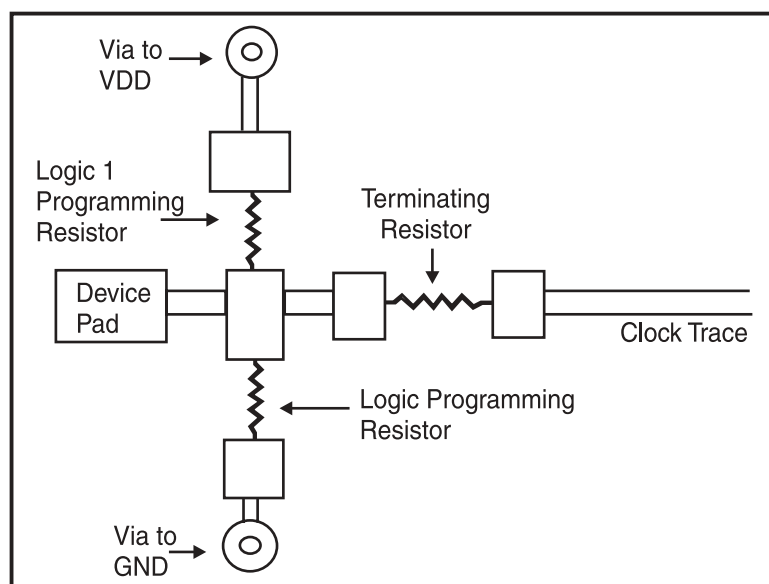 Via to
VDD
Logic 1
Programming
Resistor
Terminating
Resistor
Device
Pad
Clock Trace
Logic Programming
Resistor
Via to
GND